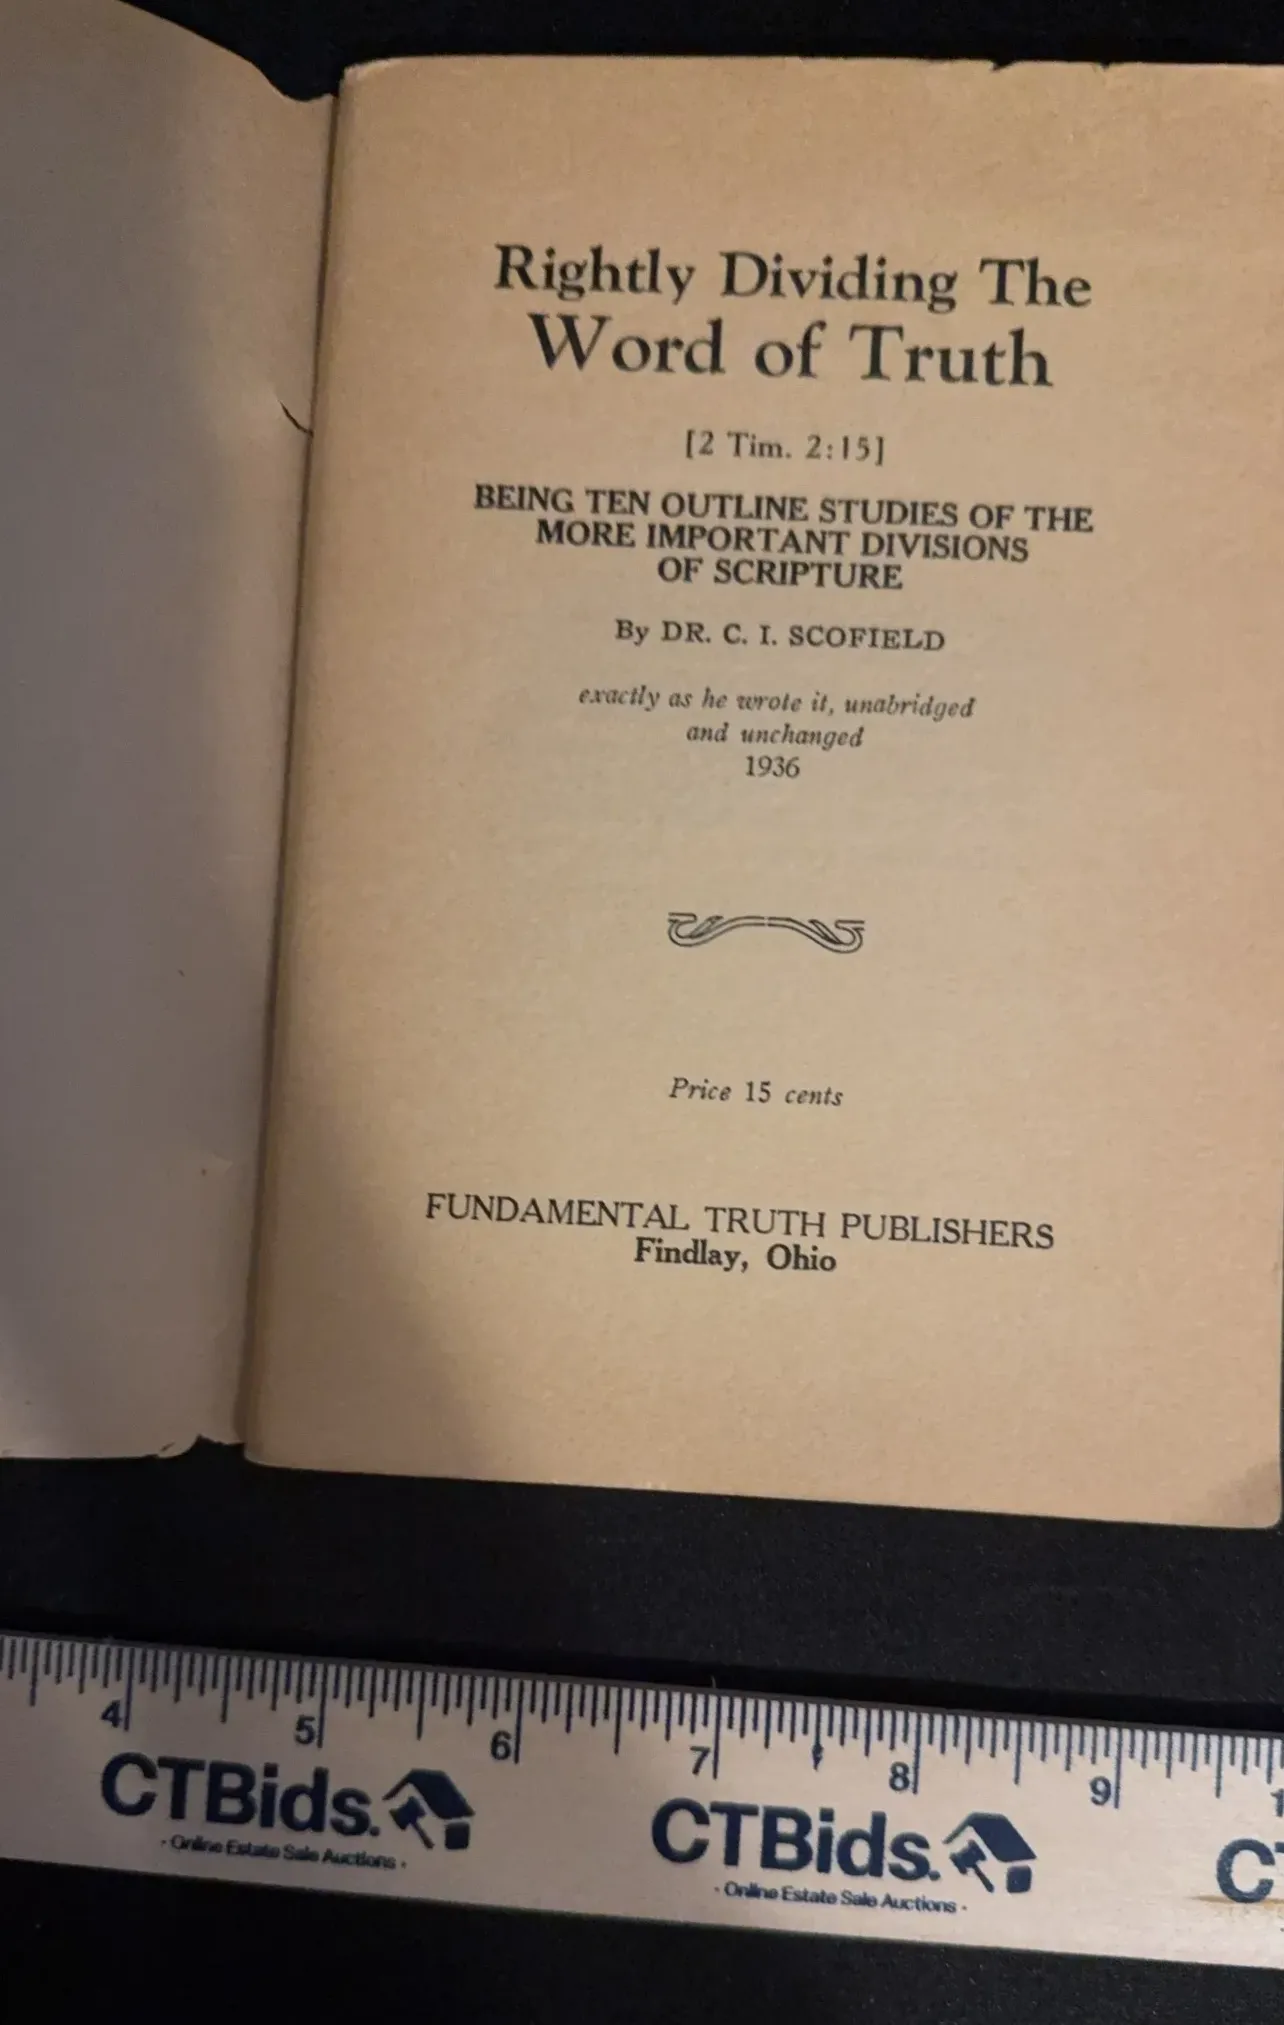 Rightly Dividing The
Word of Truth
[2 Tim. 2:15]
BEING TEN OUTLINE STUDIES OF THE
MORE IMPORTANT DIVISIONS
OF SCRIPTURE
By DR. C. I. SCOFIELD
exactly as he wrote it, unabridged
and unchanged
1936
Price 15 cents
FUNDAMENTAL TRUTH PUBLISHERS
Findlay, Ohio
4 5 6 7 8 9 1
CTBids. CTBids. CT
· Online Estate Sale Auctions · · Online Estate Sale Auctions ·